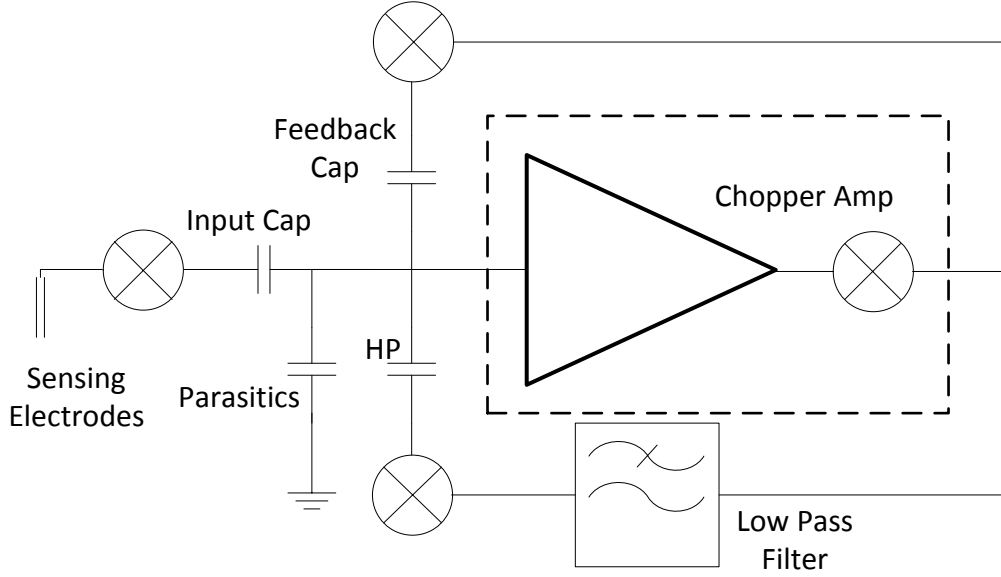 Feedback
Cap
Chopper Amp
Input Cap
HP
Sensing
Electrodes
Parasitics
Low Pass
Filter